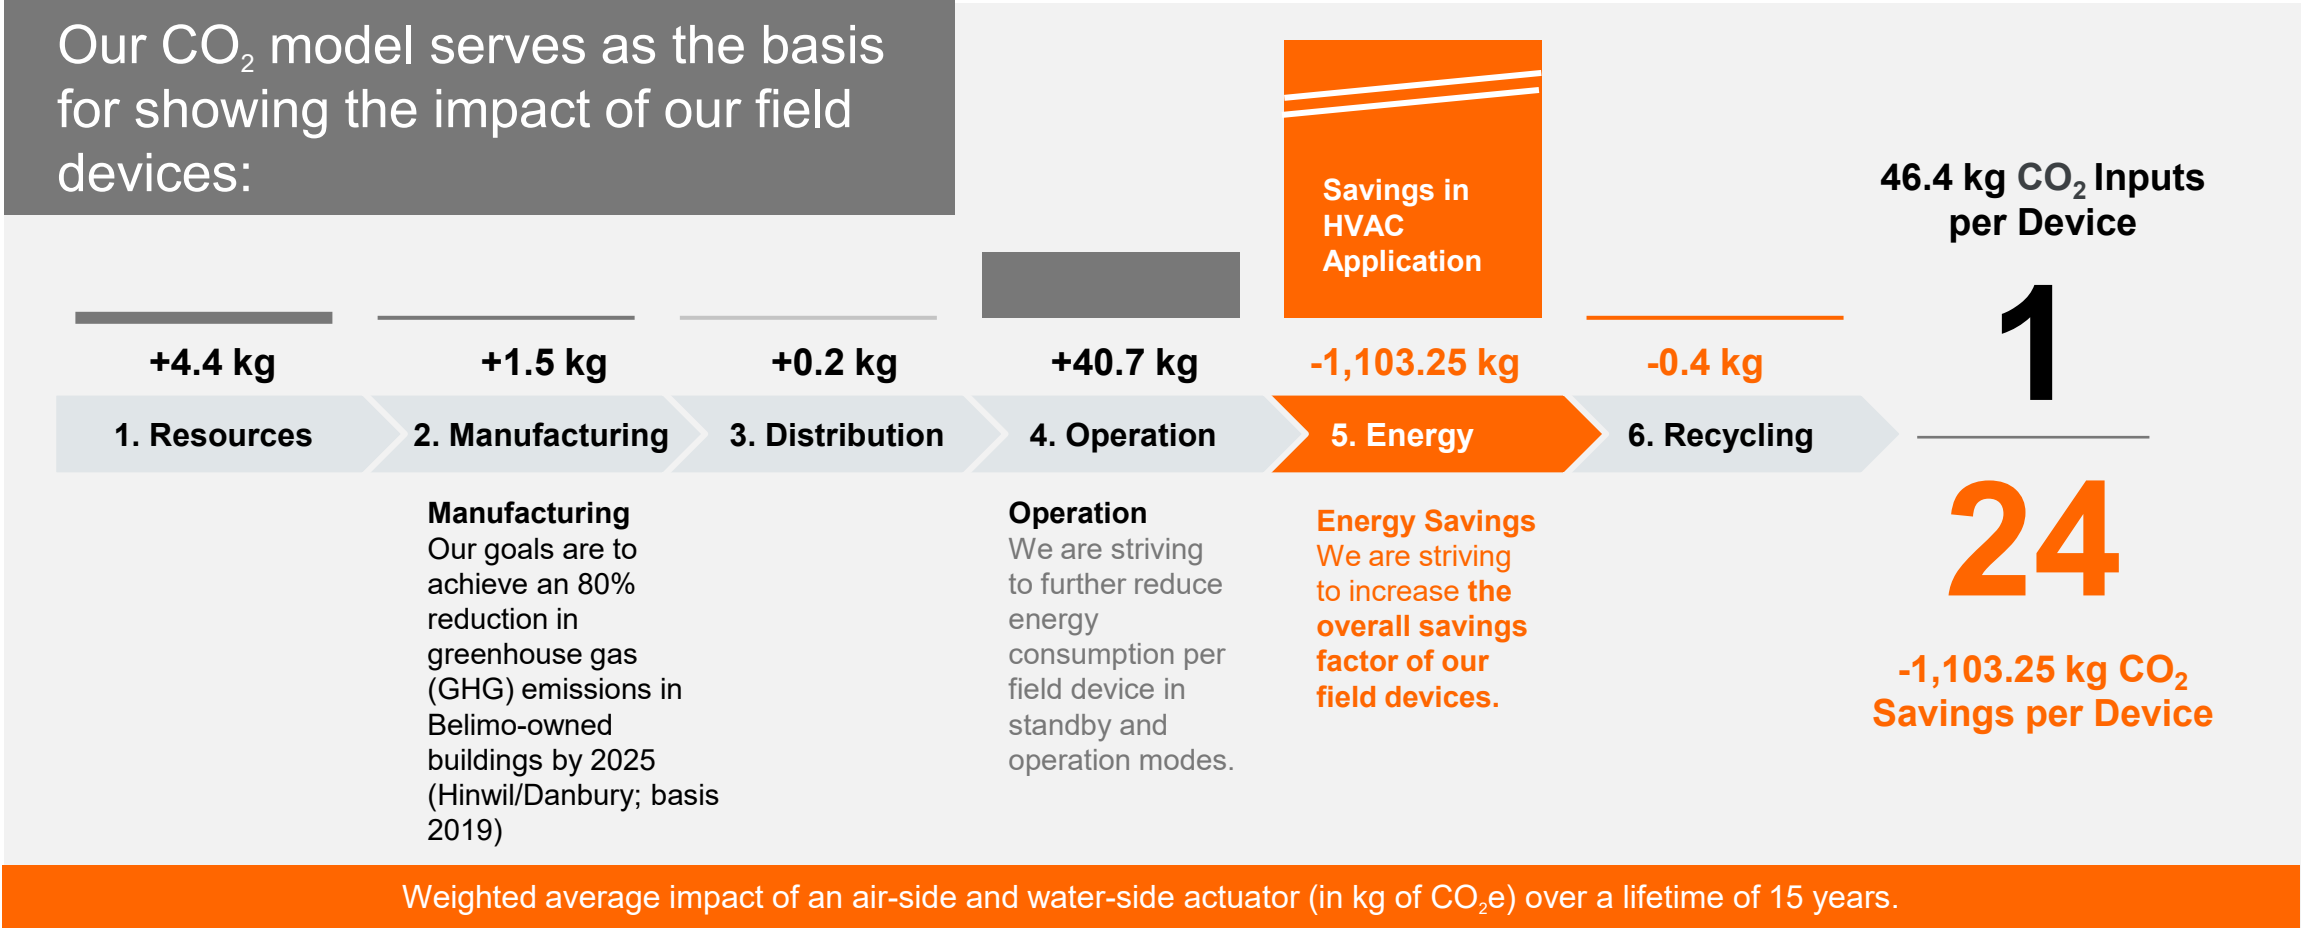 Our CO₂ model serves as the basis
for showing the impact of our field
devices:
Savings in
HVAC
Application
+4.4 kg
+1.5 kg
+0.2 kg
+40.7 kg
-1,103.25 kg
-0.4 kg
1. Resources
2. Manufacturing
3. Distribution
4. Operation
5. Energy
6. Recycling
Manufacturing
Our goals are to
achieve an 80%
reduction in
greenhouse gas
(GHG) emissions in
Belimo-owned
buildings by 2025
(Hinwil/Danbury; basis
2019)
Operation
We are striving
to further reduce
energy
consumption per
field device in
standby and
operation modes.
Energy Savings
We are striving
to increase the
overall savings
factor of our
field devices.
46.4 kg CO₂ Inputs
per Device
1
24
-1,103.25 kg CO₂
Savings per Device
Weighted average impact of an air-side and water-side actuator (in kg of CO₂e) over a lifetime of 15 years.